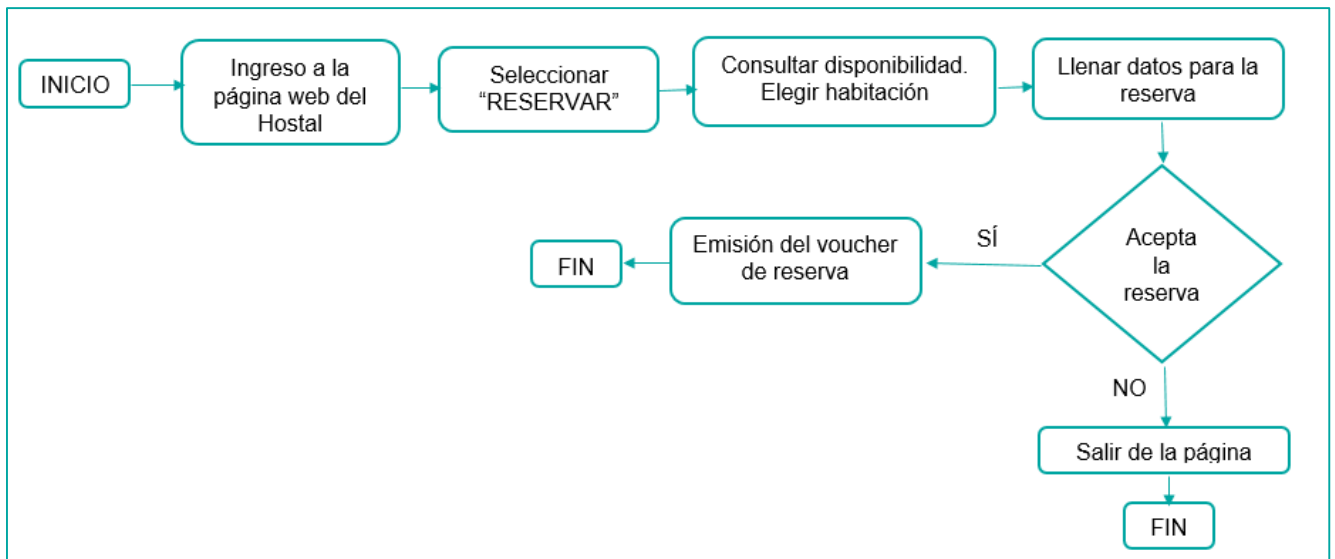 INICIO
Ingreso a la
página web del
Hostal
Seleccionar
“RESERVAR”
Consultar disponibilidad.
Elegir habitación
Llenar datos para la
reserva
Acepta
la
reserva
SÍ
Emisión del voucher
de reserva
FIN
NO
Salir de la página
FIN